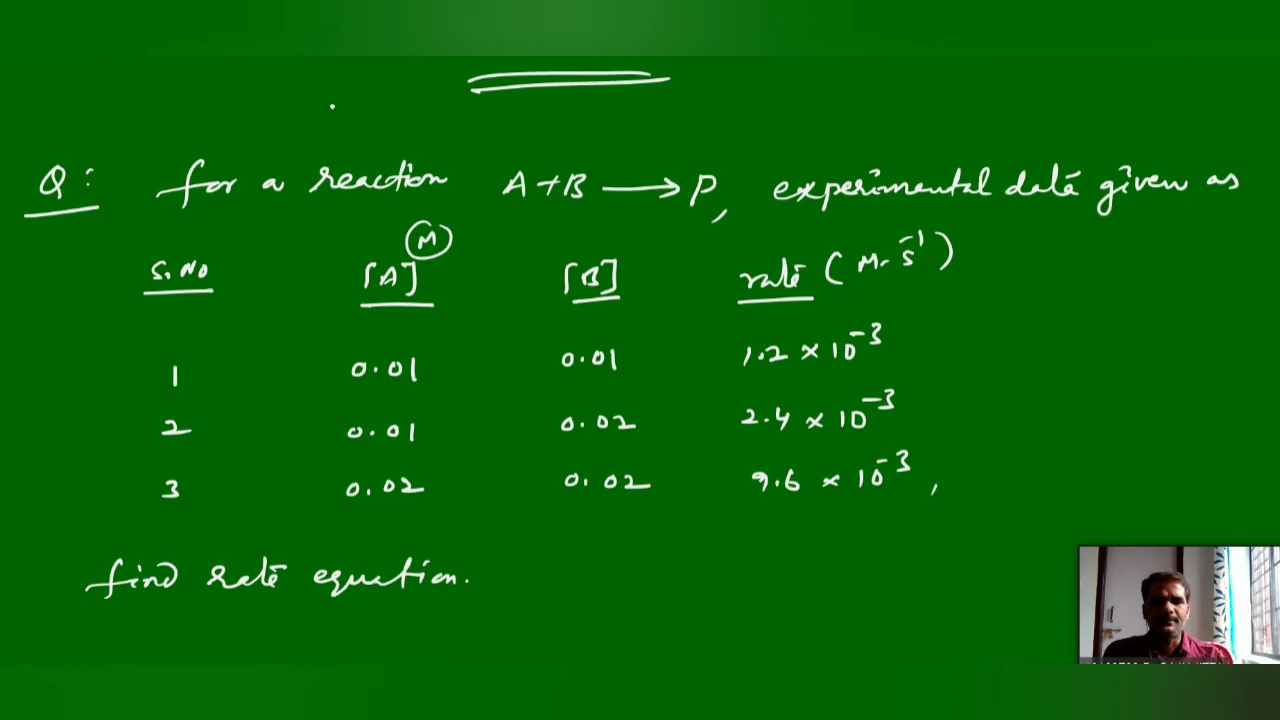 Q: for a reaction A+B ⟶ P, experimental data given as
S.NO [A] (M) [B] rate (M. s⁻¹)
1 0.01 0.01 1.2 × 10⁻³
2 0.01 0.02 2.4 × 10⁻³
3 0.02 0.02 9.6 × 10⁻³,
find rate equation.